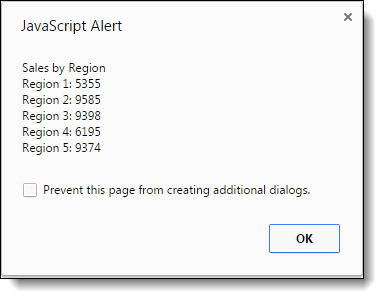 JavaScript Alert
Sales by Region
Region 1: 5355
Region 2: 9585
Region 3: 9398
Region 4: 6195
Region 5: 9374
Prevent this page from creating additional dialogs.
OK